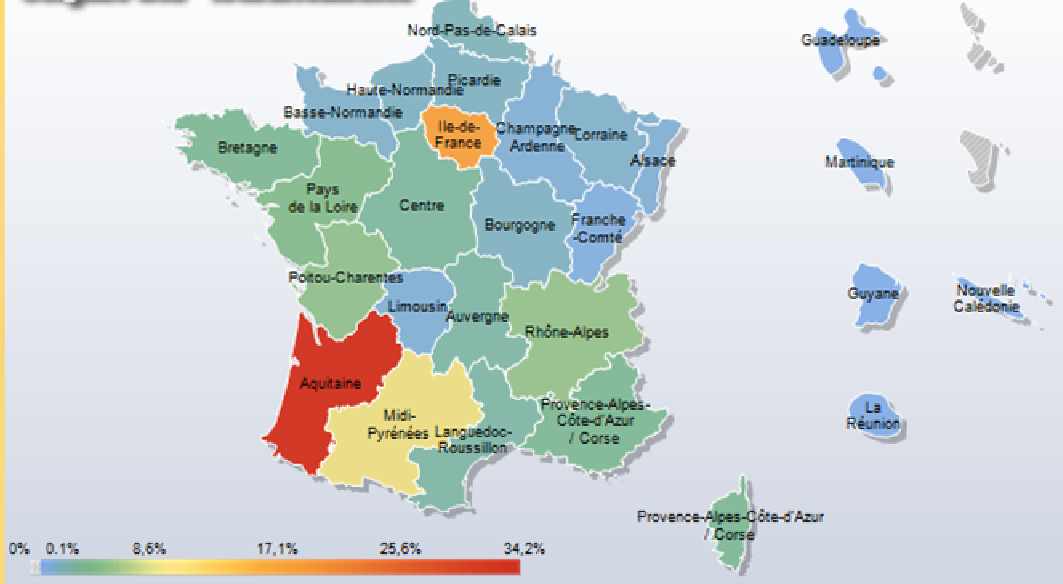 Nord-Pas-de-Calais
Guadeloupe
Picardie
Haute-Normandie
Basse-Normandie
Ile-de-
France
Champagne
Ardenne
Lorraine
Alsace
Bretagne
Martinique
Pays
de la Loire
Centre
Bourgogne
Franche
-Comté
Poitou-Charentes
Limousin
Auvergne
Guyane
Nouvelle
Calédonie
Rhône-Alpes
Aquitaine
Midi-
Pyrénées
Languedoc-
Roussillon
Provence-Alpes-
Côte-d'Azur
/ Corse
La
Réunion
Provence-Alpes-Côte-d'Azur
/ Corse
0% 0.1% 8,6% 17,1% 25,6% 34,2%